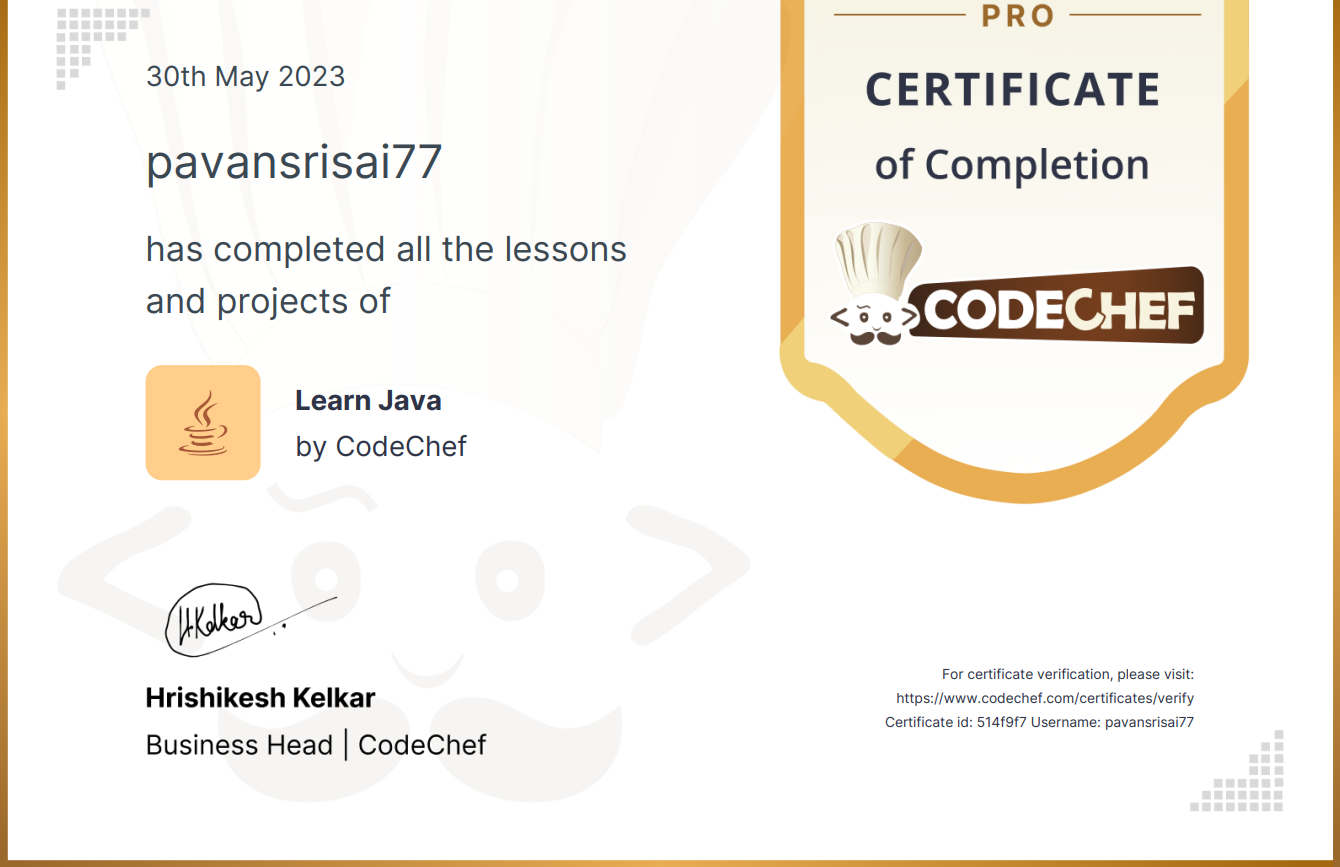 30th May 2023
pavansrisai77
has completed all the lessons
and projects of
Learn Java
by CodeChef
HKelkar
Hrishikesh Kelkar
Business Head | CodeChef
PRO
CERTIFICATE
of Completion
CODECHEF
For certificate verification, please visit:
https://www.codechef.com/certificates/verify
Certificate id: 514f9f7 Username: pavansrisai77